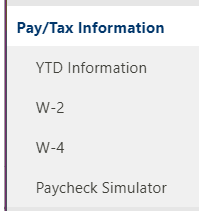 Pay/Tax Information
YTD Information
W-2
W-4
Paycheck Simulator